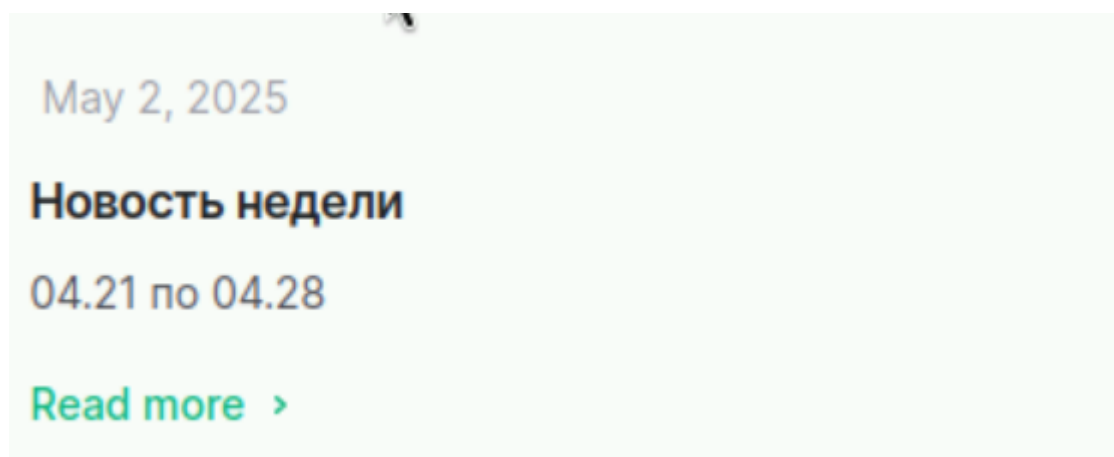 May 2, 2025
Новость недели
04.21 по 04.28
Read more ›